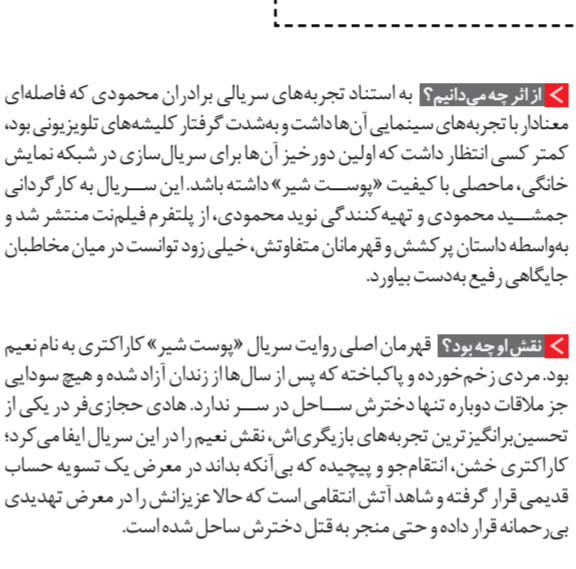 از اثر چه می‌دانیم؟ به استناد تجربه‌های سریالی برادران محمودی که فاصله‌ای
معنادار با تجربه‌های سینمایی آن‌ها داشت و به‌شدت گرفتار کلیشه‌های تلویزیونی بود،
کمتر کسی انتظار داشت که اولین دورخیز آن‌ها برای سریال‌سازی در شبکه نمایش
خانگی، ماحصلی با کیفیت «پوست شیر» داشته باشد. این سریال به کارگردانی
جمشید محمودی و تهیه‌کنندگی نوید محمودی، از پلتفرم فیلم‌نت منتشر شد و
به‌واسطه داستان پرکشش و قهرمانان متفاوتش، خیلی زود توانست در میان مخاطبان
جایگاهی رفیع به‌دست بیاورد.
نقش او چه بود؟ قهرمان اصلی روایت سریال «پوست شیر» کاراکتری به نام نعیم
بود. مردی زخم‌خورده و پاکباخته که پس از سال‌ها از زندان آزاد شده و هیچ سودایی
جز ملاقات دوباره تنها دخترش ساحل در سر ندارد. هادی حجازی‌فر در یکی از
تحسین‌برانگیزترین تجربه‌های بازیگری‌اش، نقش نعیم را در این سریال ایفا می‌کرد؛
کاراکتری خشن، انتقام‌جو و پیچیده که بی‌آنکه بداند در معرض یک تسویه حساب
قدیمی قرار گرفته و شاهد آتش انتقامی است که حالا عزیزانش را در معرض تهدیدی
بی‌رحمانه قرار داده و حتی منجر به قتل دخترش ساحل شده است.